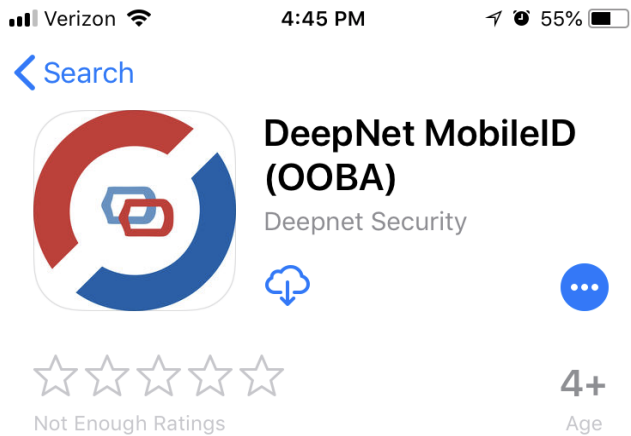 Verizon 4:45 PM 55%
Search
DeepNet MobileID
(OOBA)
Deepnet Security
Not Enough Ratings
4+
Age